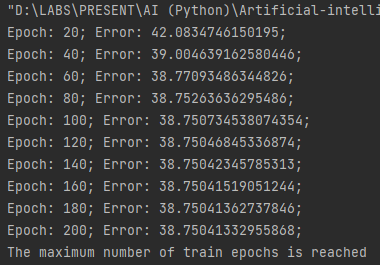 "D:\LABS\PRESENT\AI (Python)\Artificial-intelli
Epoch: 20; Error: 42.0834746150195;
Epoch: 40; Error: 39.004639162580446;
Epoch: 60; Error: 38.77093486344826;
Epoch: 80; Error: 38.75263636295486;
Epoch: 100; Error: 38.750734538074354;
Epoch: 120; Error: 38.75046845336874;
Epoch: 140; Error: 38.75042345785313;
Epoch: 160; Error: 38.75041519051244;
Epoch: 180; Error: 38.75041362737846;
Epoch: 200; Error: 38.75041332955868;
The maximum number of train epochs is reached